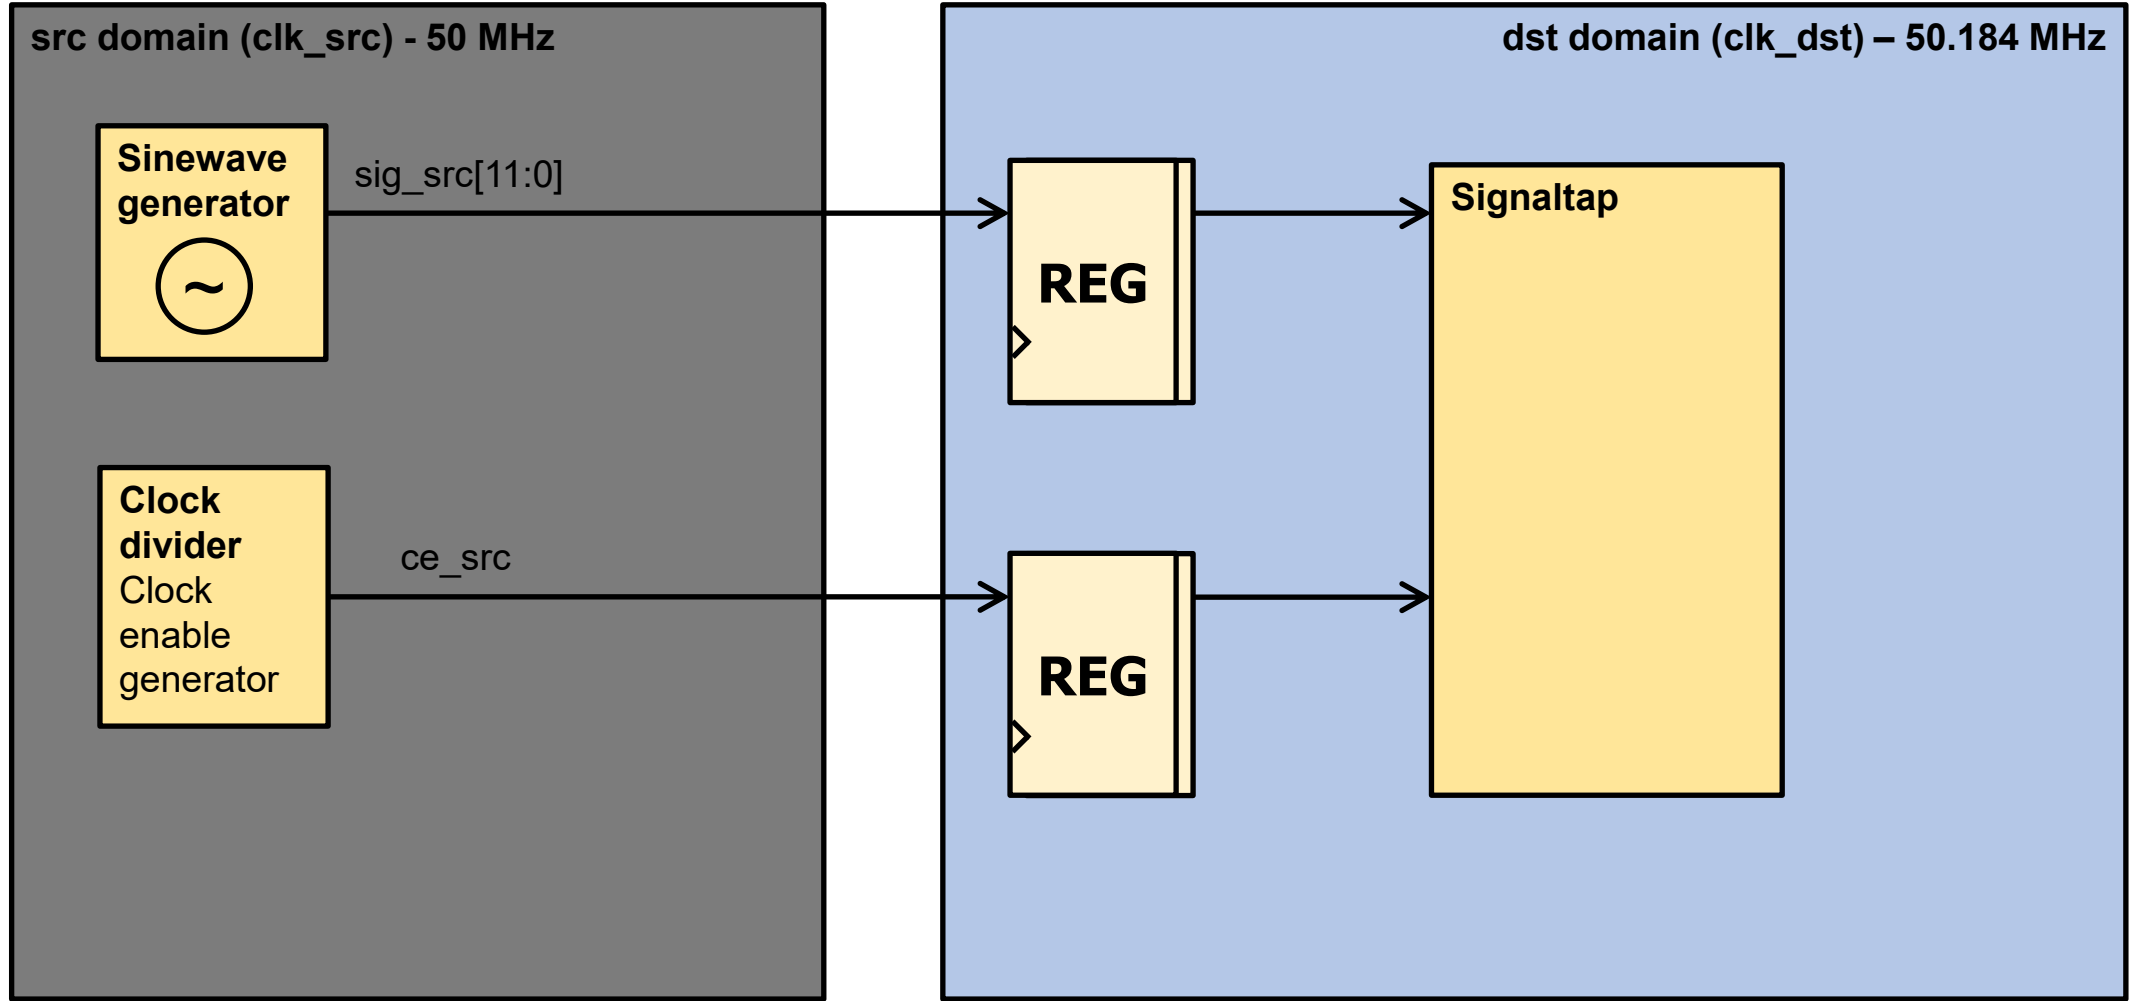 src domain (clk_src) - 50 MHz
dst domain (clk_dst) – 50.184 MHz
Sinewave
generator
~
sig_src[11:0]
REG
Signaltap
Clock
divider
Clock
enable
generator
ce_src
REG